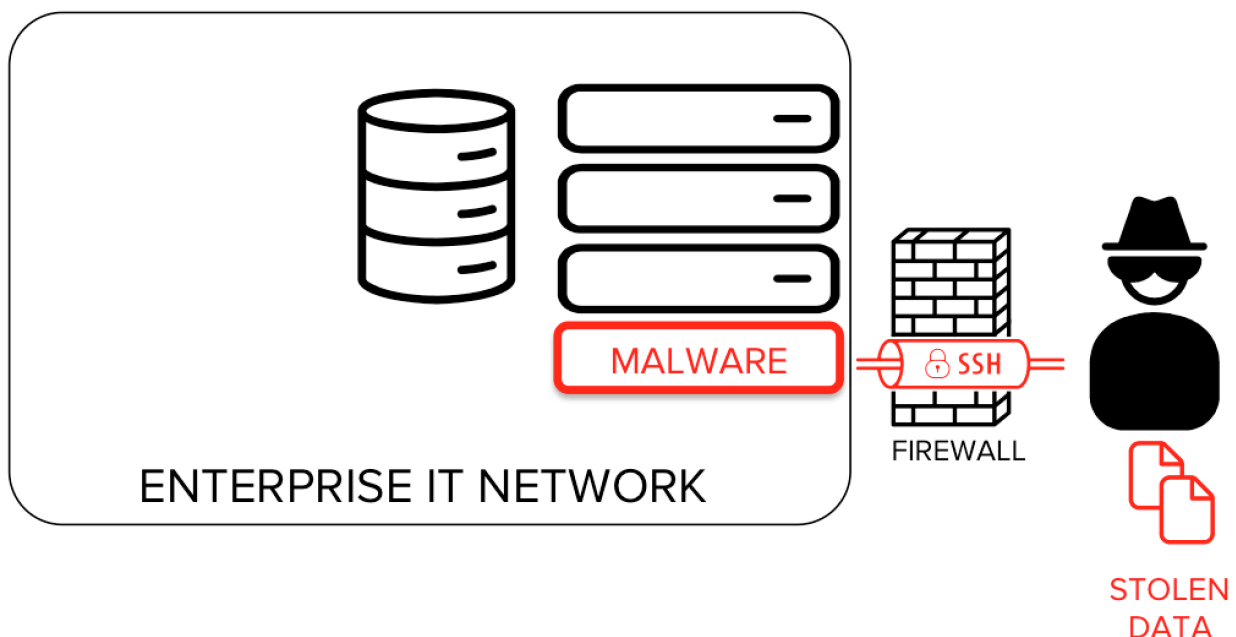 MALWARE
SSH
FIREWALL
ENTERPRISE IT NETWORK
STOLEN
DATA